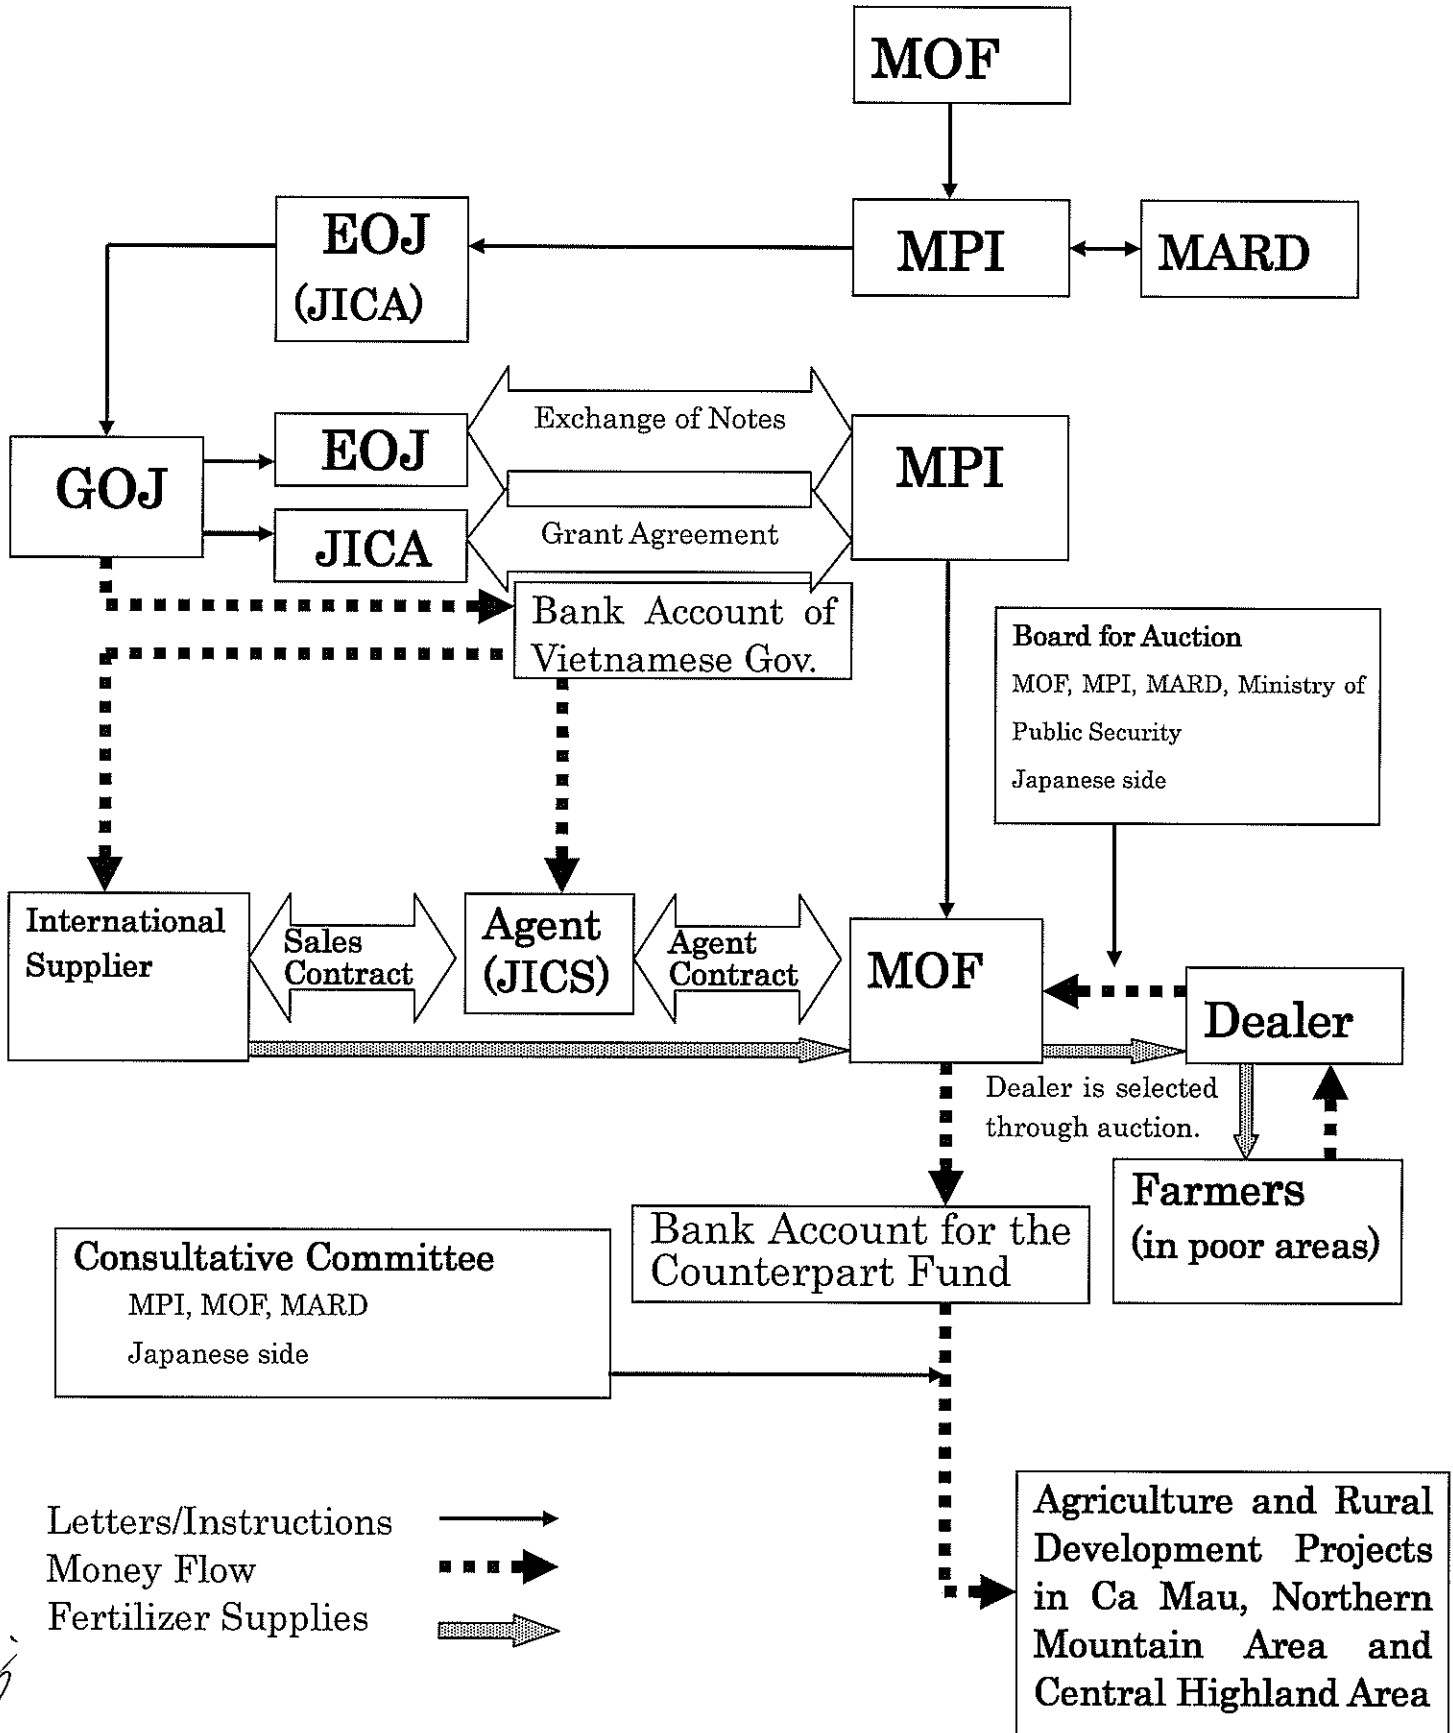 MOF
EOJ
(JICA)
MPI
MARD
Exchange of Notes
EOJ
MPI
GOJ
JICA
Grant Agreement
Bank Account of
Vietnamese Gov.
Board for Auction
MOF, MPI, MARD, Ministry of
Public Security
Japanese side
International
Supplier
Sales
Contract
Agent
(JICS)
Agent
Contract
MOF
Dealer
Dealer is selected
through auction.
Farmers
(in poor areas)
Bank Account for the
Counterpart Fund
Consultative Committee
MPI, MOF, MARD
Japanese side
Letters/Instructions
Money Flow
Fertilizer Supplies
Agriculture and Rural
Development Projects
in Ca Mau, Northern
Mountain Area and
Central Highland Area